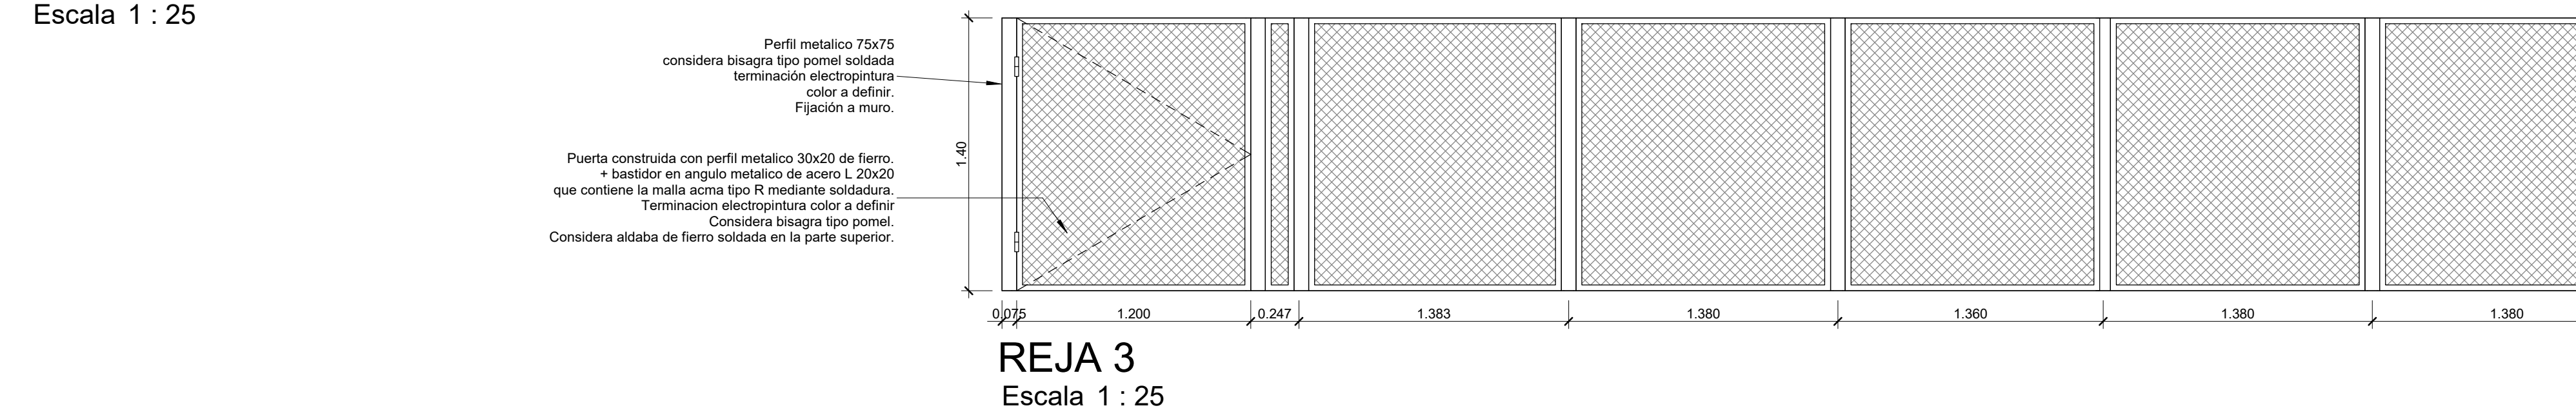 Escala 1 : 25
Perfil metalico 75x75
considera bisagra tipo pomel soldada
terminación electropintura
color a definir.
Fijación a muro.
Puerta construida con perfil metalico 30x20 de fierro.
+ bastidor en angulo metalico de acero L 20x20
que contiene la malla acma tipo R mediante soldadura.
Terminacion electropintura color a definir
Considera bisagra tipo pomel.
Considera aldaba de fierro soldada en la parte superior.
1.40
0.075 1.200 0.247 1.383 1.380 1.360 1.380 1.380
REJA 3
Escala 1 : 25